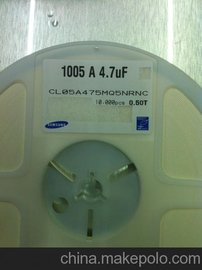 1005 A 4.7uF
CL05A475MQ5NRNC
10.000pcs 0.50T
SAMSUNG
china.makepolo.com